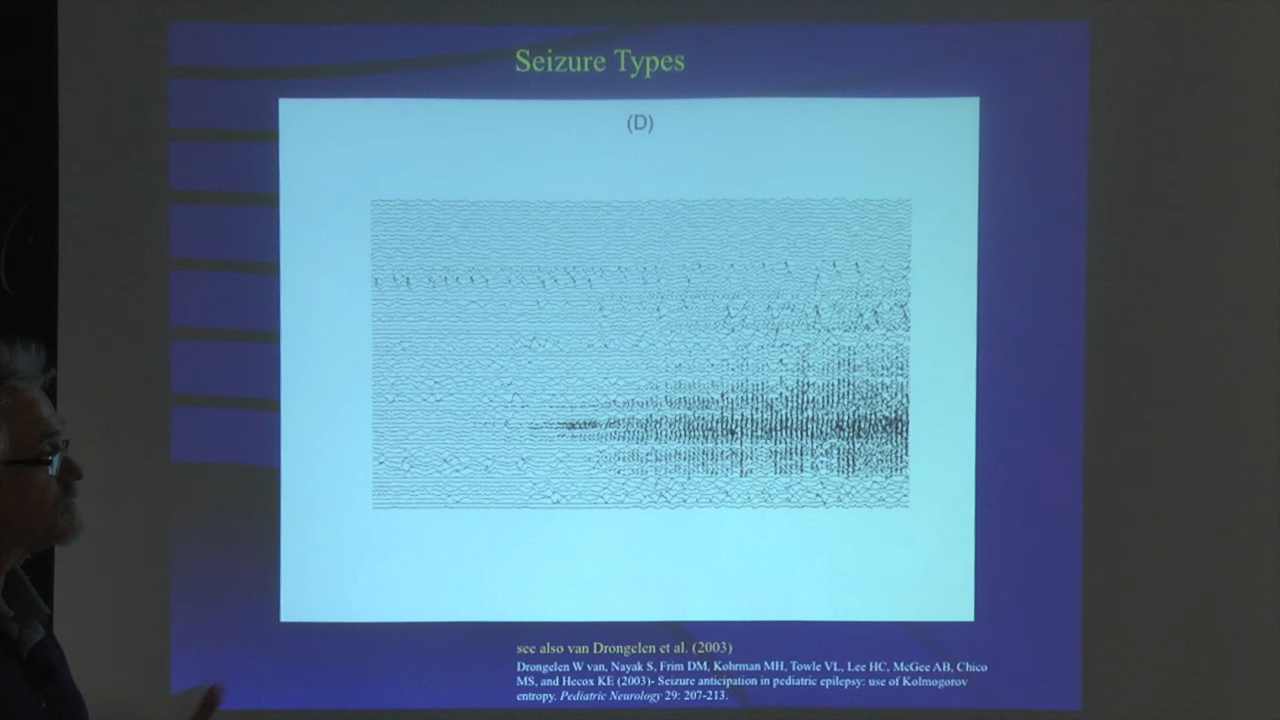 Seizure Types
(D)
see also van Drongelen et al. (2003)
Drongelen W van, Nayak S, Frim DM, Kohrman MH, Towle VL, Lee HC, McGee AB, Chico
MS, and Hecox KE (2003)- Seizure anticipation in pediatric epilepsy: use of Kolmogorov
entropy. Pediatric Neurology 29: 207-213.